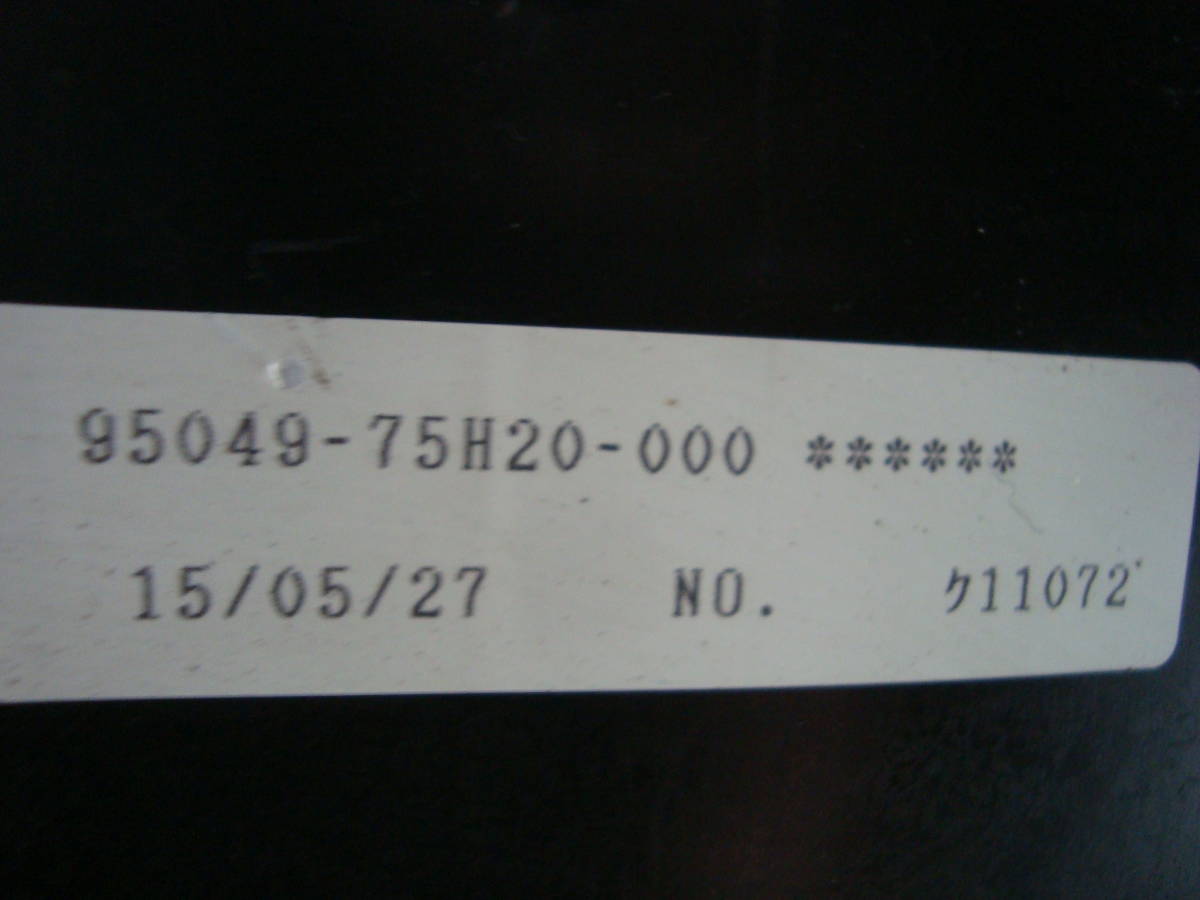 95049-75H20-000 ******
15/05/27 NO. ｸ11072